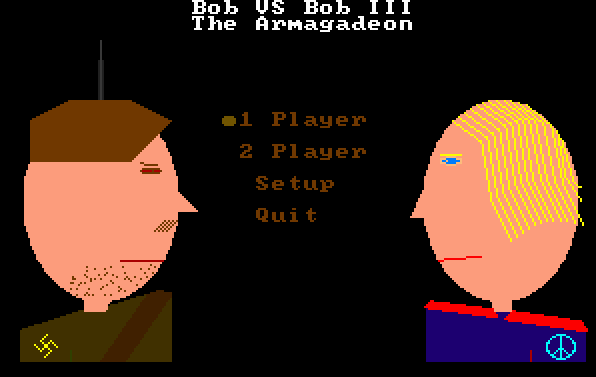 Bob VS Bob III
The Armagadeon
1 Player
2 Player
Setup
Quit